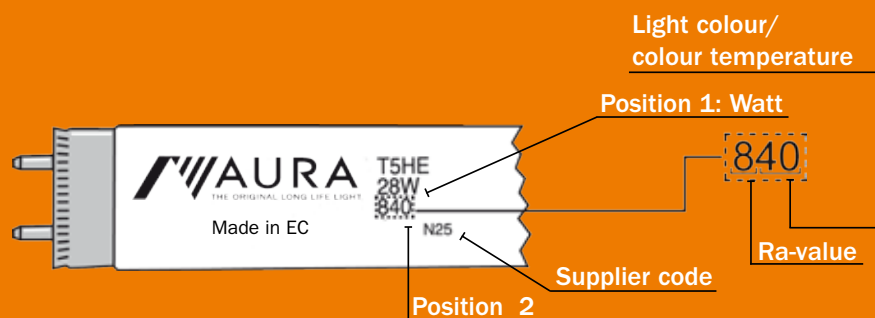 Light colour/
colour temperature
Position 1: Watt
840
AURA
THE ORIGINAL LONG LIFE LIGHT
T5HE
28W
840
Made in EC
N25
Ra-value
Supplier code
Position 2